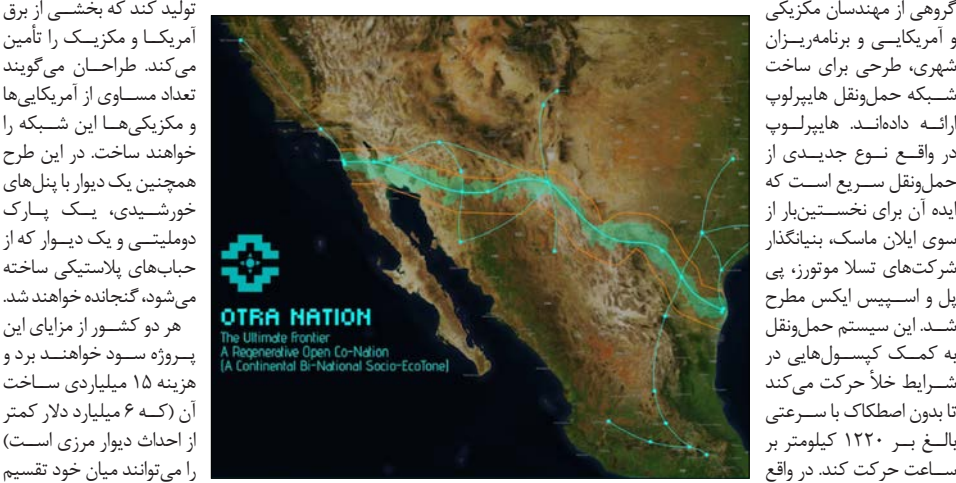 گروهی از مهندسان مکزیکی
و آمریکایی و برنامه‌ریزان
شهری، طرحی برای ساخت
شبکه حمل‌ونقل هایپرلوپ
ارائه داده‌اند. هایپرلوپ
در واقع نوع جدیدی از
حمل‌ونقل سریع است که
ایده آن برای نخستین‌بار از
سوی ایلان ماسک، بنیانگذار
شرکت‌های تسلا موتورز، پی
پل و اسپیس ایکس مطرح
شد. این سیستم حمل‌ونقل
به کمک کپسول‌هایی در
شرایط خلأ حرکت می‌کند
تا بدون اصطکاک با سرعتی
بالغ بر ۱۲۲۰ کیلومتر بر
ساعت حرکت کند. در واقع
OTRA NATION
The Ultimate Frontier
A Regenerative Open Co-Nation
(A Continental Bi-National Socio-EcoTone)
تولید کند که بخشی از برق
آمریکا و مکزیک را تأمین
می‌کند. طراحان می‌گویند
تعداد مساوی از آمریکایی‌ها
و مکزیکی‌ها این شبکه را
خواهند ساخت. در این طرح
همچنین یک دیوار با پنل‌های
خورشیدی، یک پارک
دوملیتی و یک دیوار که از
حباب‌های پلاستیکی ساخته
می‌شود، گنجانده خواهند شد.
هر دو کشور از مزایای این
پروژه سود خواهند برد و
هزینه ۱۵ میلیاردی ساخت
آن (که ۶ میلیارد دلار کمتر
از احداث دیوار مرزی است)
را می‌توانند میان خود تقسیم